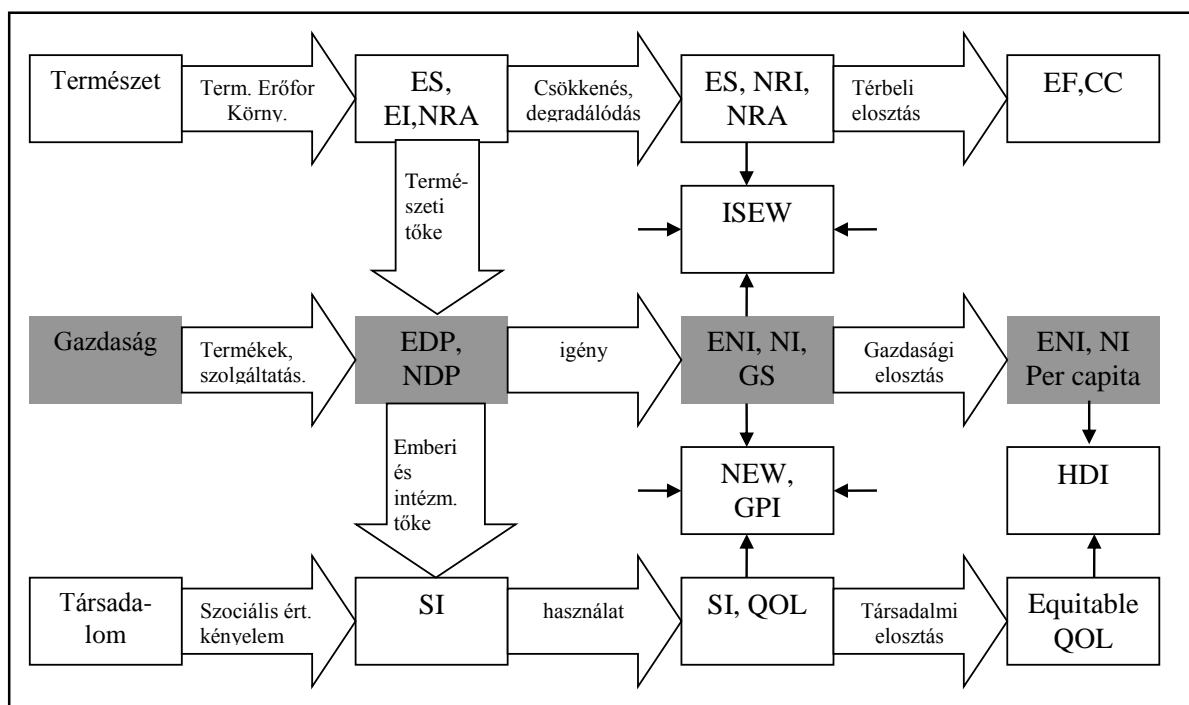 Természet
Term. Erőfor
Körny.
ES,
EI,NRA
Csökkenés,
degradálódás
ES, NRI,
NRA
Térbeli
elosztás
EF,CC
Termé-
szeti
tőke
ISEW
Gazdaság
Termékek,
szolgáltatás.
EDP,
NDP
igény
ENI, NI,
GS
Gazdasági
elosztás
ENI, NI
Per capita
Emberi
és
intézm.
tőke
NEW,
GPI
HDI
Társada-
lom
Szociális ért.
kényelem
SI
használat
SI, QOL
Társadalmi
elosztás
Equitable
QOL